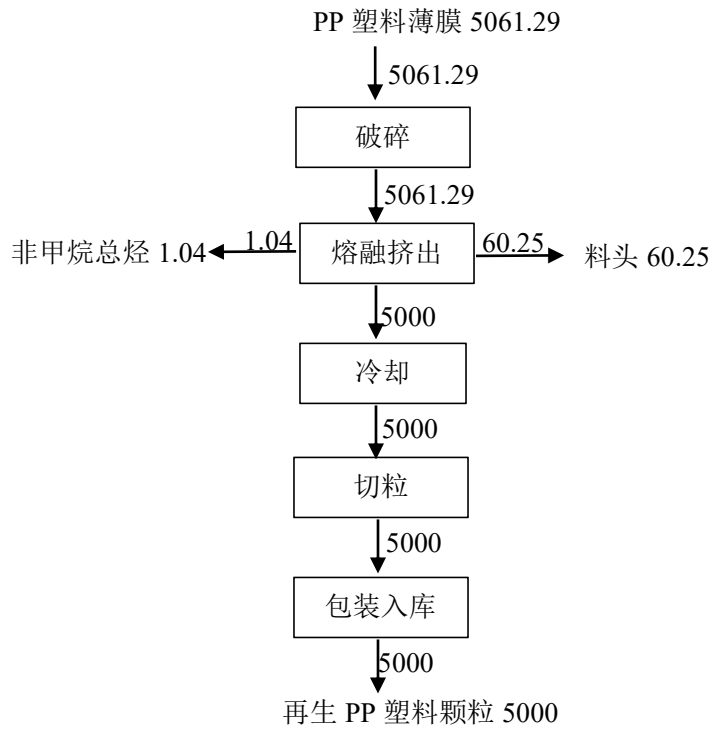 PP 塑料薄膜 5061.29
5061.29
破碎
5061.29
非甲烷总烃 1.04
1.04
熔融挤出
60.25
料头 60.25
5000
冷却
5000
切粒
5000
包装入库
5000
再生 PP 塑料颗粒 5000